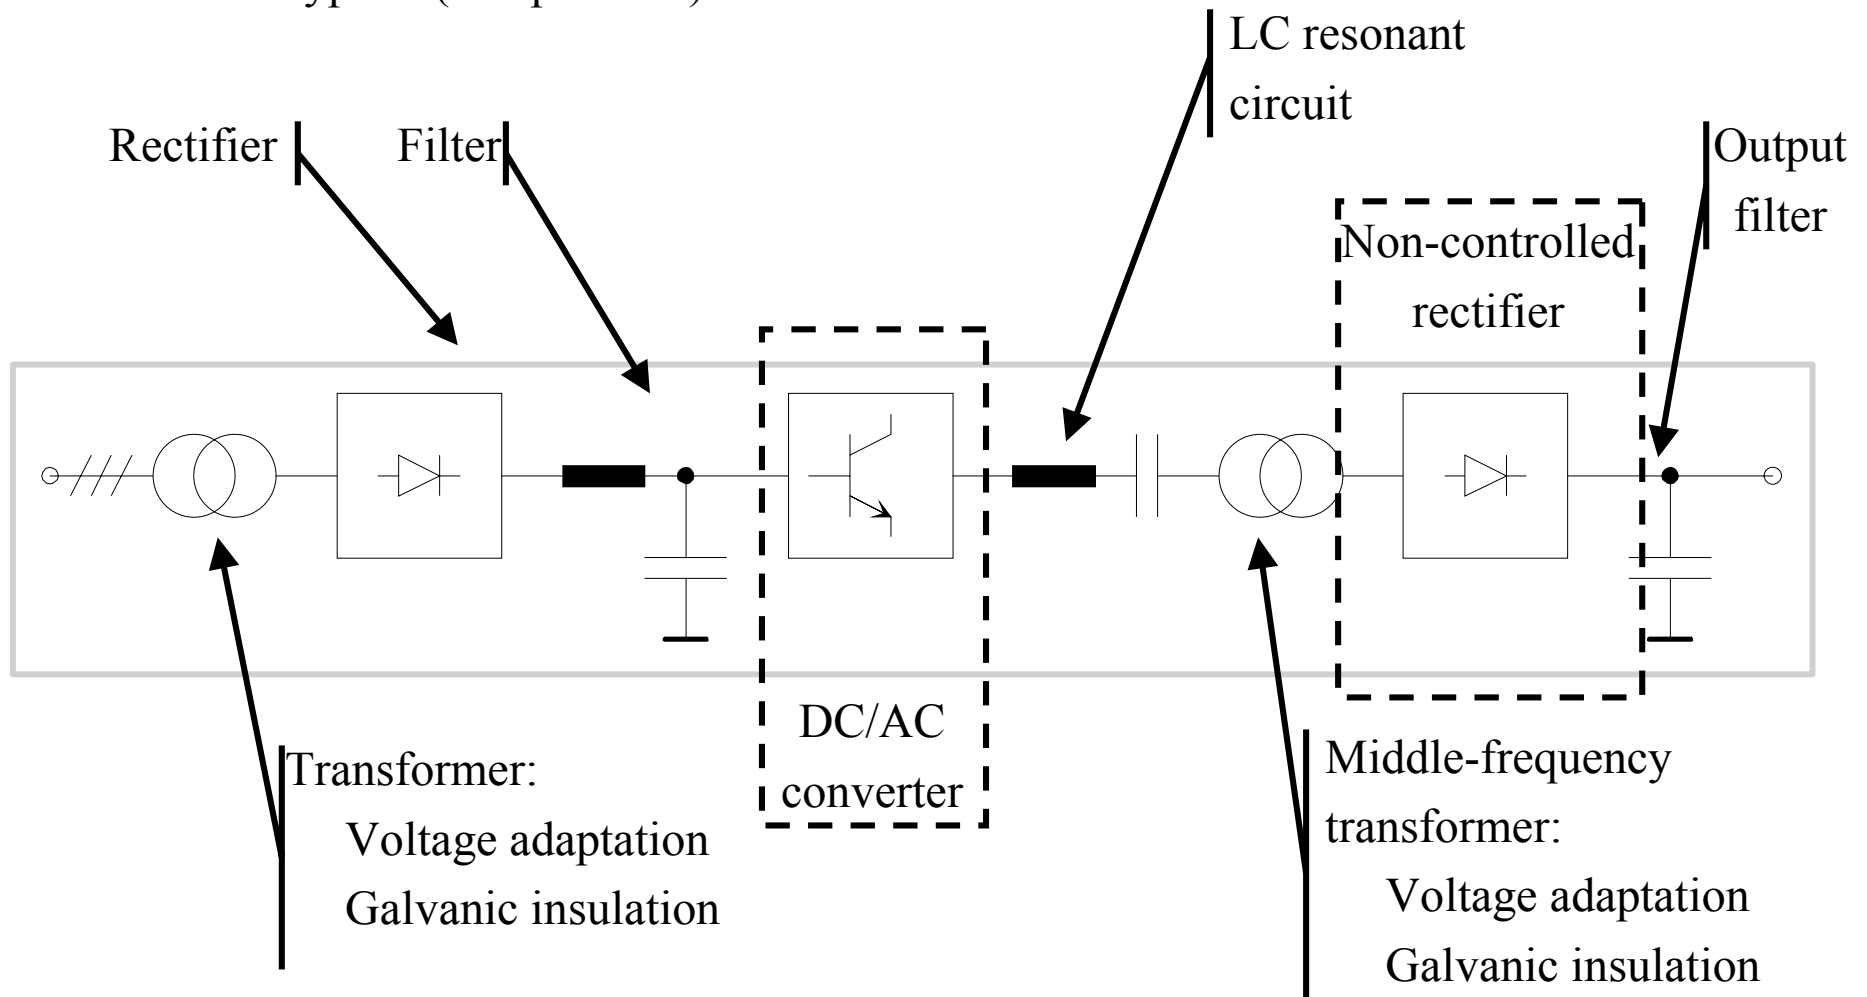 LC resonant
circuit
Rectifier
Filter
Output
filter
Non-controlled
rectifier
DC/AC
converter
Transformer:
Voltage adaptation
Galvanic insulation
Middle-frequency
transformer:
Voltage adaptation
Galvanic insulation